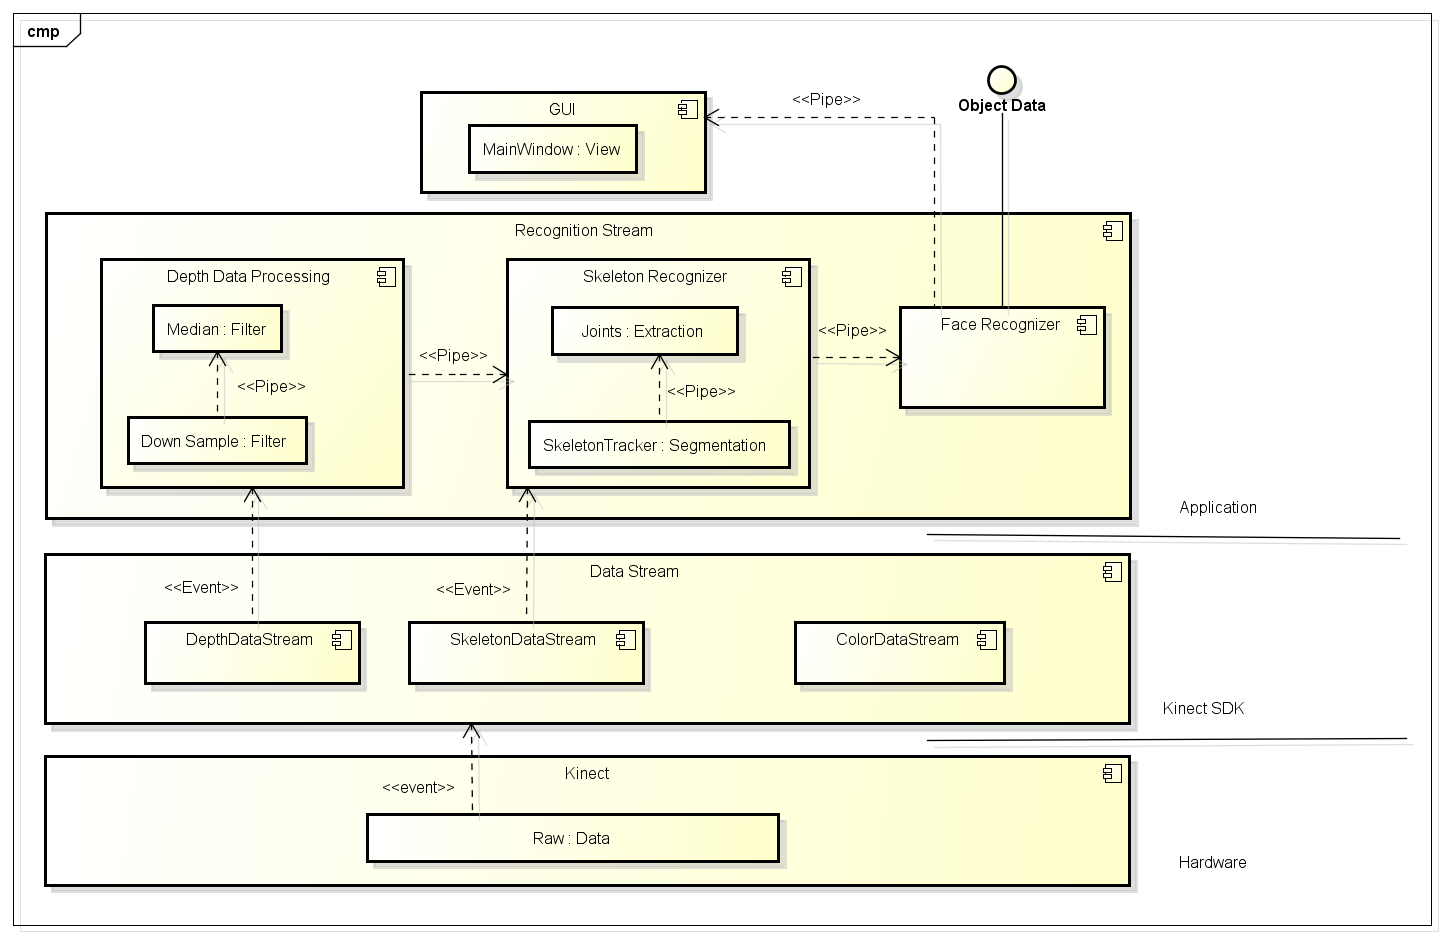 cmp
Object Data
<<Pipe>>
GUI
MainWindow : View
Recognition Stream
Depth Data Processing
Median : Filter
<<Pipe>>
Down Sample : Filter
<<Pipe>>
Skeleton Recognizer
Joints : Extraction
<<Pipe>>
SkeletonTracker : Segmentation
<<Pipe>>
Face Recognizer
Application
<<Event>>
<<Event>>
Data Stream
DepthDataStream
SkeletonDataStream
ColorDataStream
Kinect SDK
<<event>>
Kinect
Raw : Data
Hardware